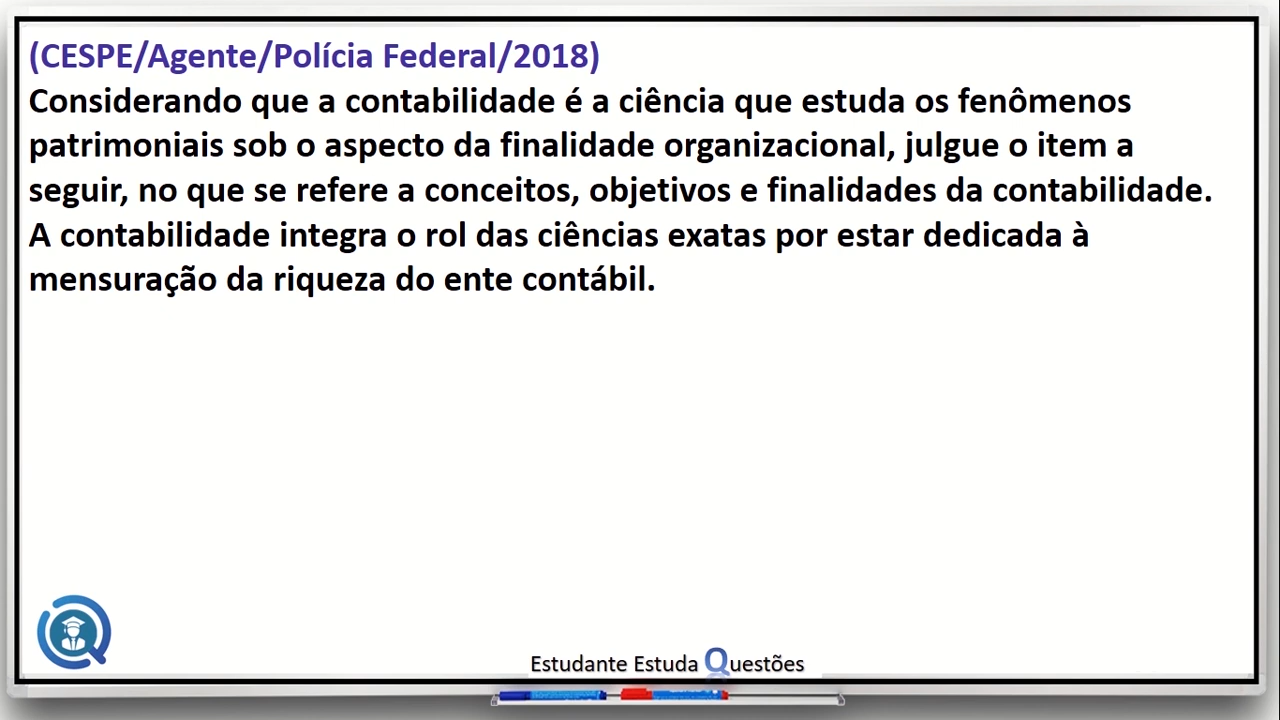 (CESPE/Agente/Polícia Federal/2018)
Considerando que a contabilidade é a ciência que estuda os fenômenos
patrimoniais sob o aspecto da finalidade organizacional, julgue o item a
seguir, no que se refere a conceitos, objetivos e finalidades da contabilidade.
A contabilidade integra o rol das ciências exatas por estar dedicada à
mensuração da riqueza do ente contábil.
Estudante Estuda Questões